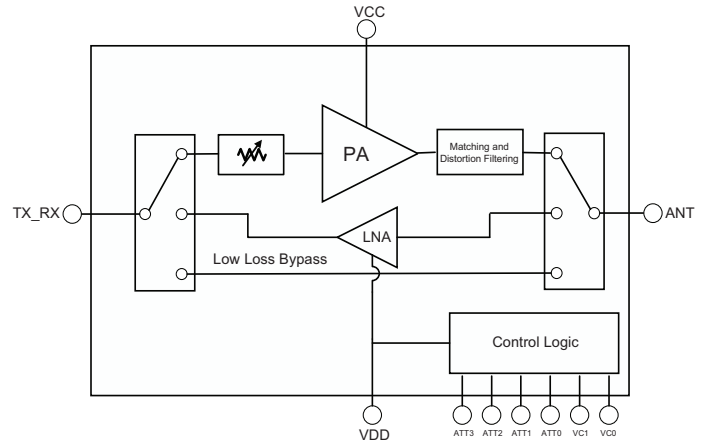 VCC
PA
Matching and
Distortion Filtering
TX_RX
ANT
LNA
Low Loss Bypass
Control Logic
VDD
ATT3
ATT2
ATT1
ATT0
VC1
VC0